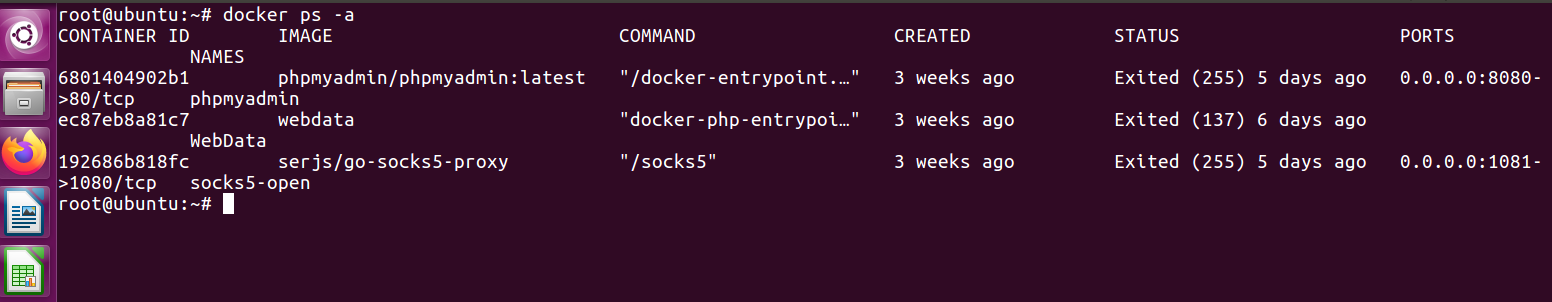 root@ubuntu:~# docker ps -a
CONTAINER ID        IMAGE                          COMMAND                  CREATED             STATUS                     PORTS
            NAMES
6801404902b1        phpmyadmin/phpmyadmin:latest   "/docker-entrypoint.…"   3 weeks ago         Exited (255) 5 days ago    0.0.0.0:8080-
>80/tcp     phpmyadmin
ec87eb8a81c7        webdata                        "docker-php-entrypoi…"   3 weeks ago         Exited (137) 6 days ago
            WebData
192686b818fc        serjs/go-socks5-proxy          "/socks5"                3 weeks ago         Exited (255) 5 days ago    0.0.0.0:1081-
>1080/tcp   socks5-open
root@ubuntu:~#